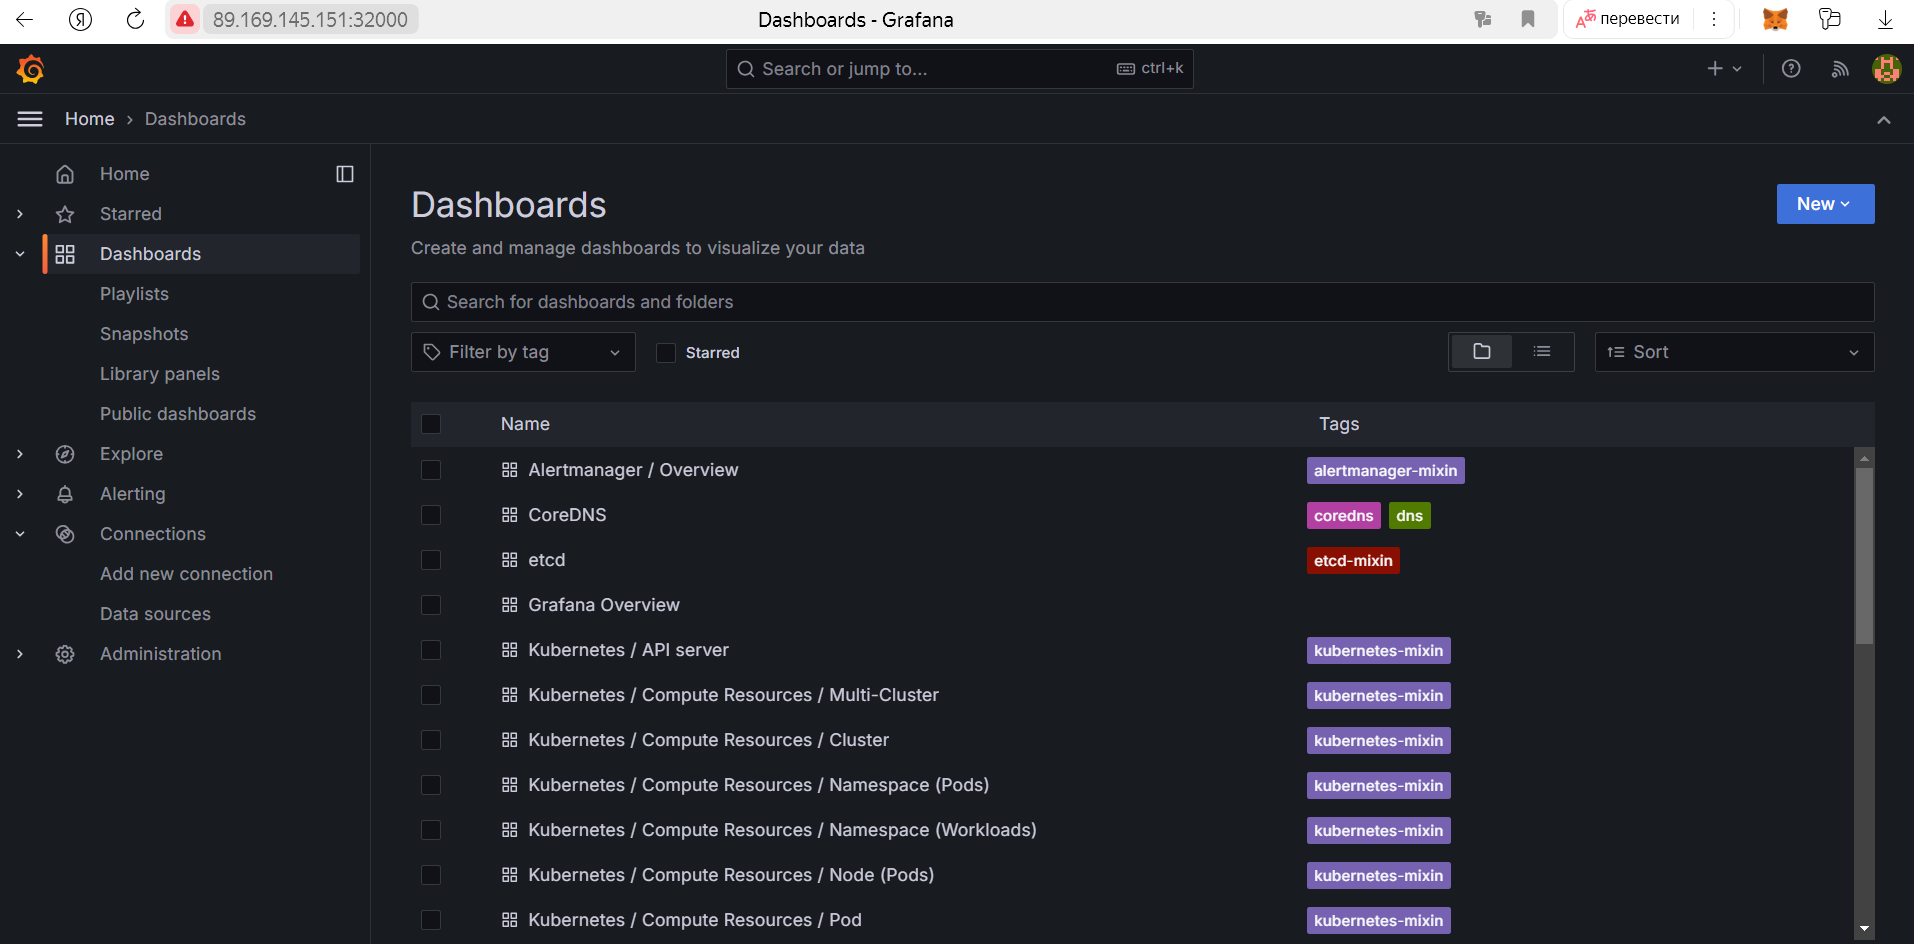 Я 89.169.145.151:32000 Dashboards - Grafana перевести
Search or jump to... ctrl+k
Home › Dashboards
Home
Starred
Dashboards
Playlists
Snapshots
Library panels
Public dashboards
Explore
Alerting
Connections
Add new connection
Data sources
Administration
Dashboards
New
Create and manage dashboards to visualize your data
Search for dashboards and folders
Filter by tag Starred Sort
Name Tags
Alertmanager / Overview alertmanager-mixin
CoreDNS coredns dns
etcd etcd-mixin
Grafana Overview
Kubernetes / API server kubernetes-mixin
Kubernetes / Compute Resources / Multi-Cluster kubernetes-mixin
Kubernetes / Compute Resources / Cluster kubernetes-mixin
Kubernetes / Compute Resources / Namespace (Pods) kubernetes-mixin
Kubernetes / Compute Resources / Namespace (Workloads) kubernetes-mixin
Kubernetes / Compute Resources / Node (Pods) kubernetes-mixin
Kubernetes / Compute Resources / Pod kubernetes-mixin